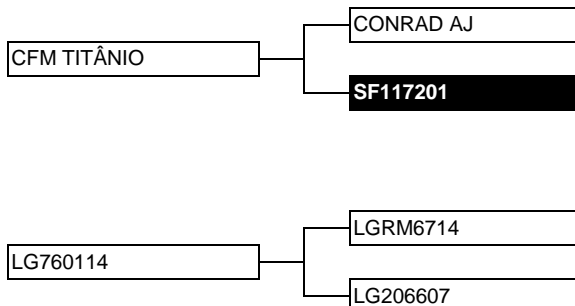 CONRAD AJ
CFM TITÂNIO
SF117201
LGRM6714
LG760114
LG206607